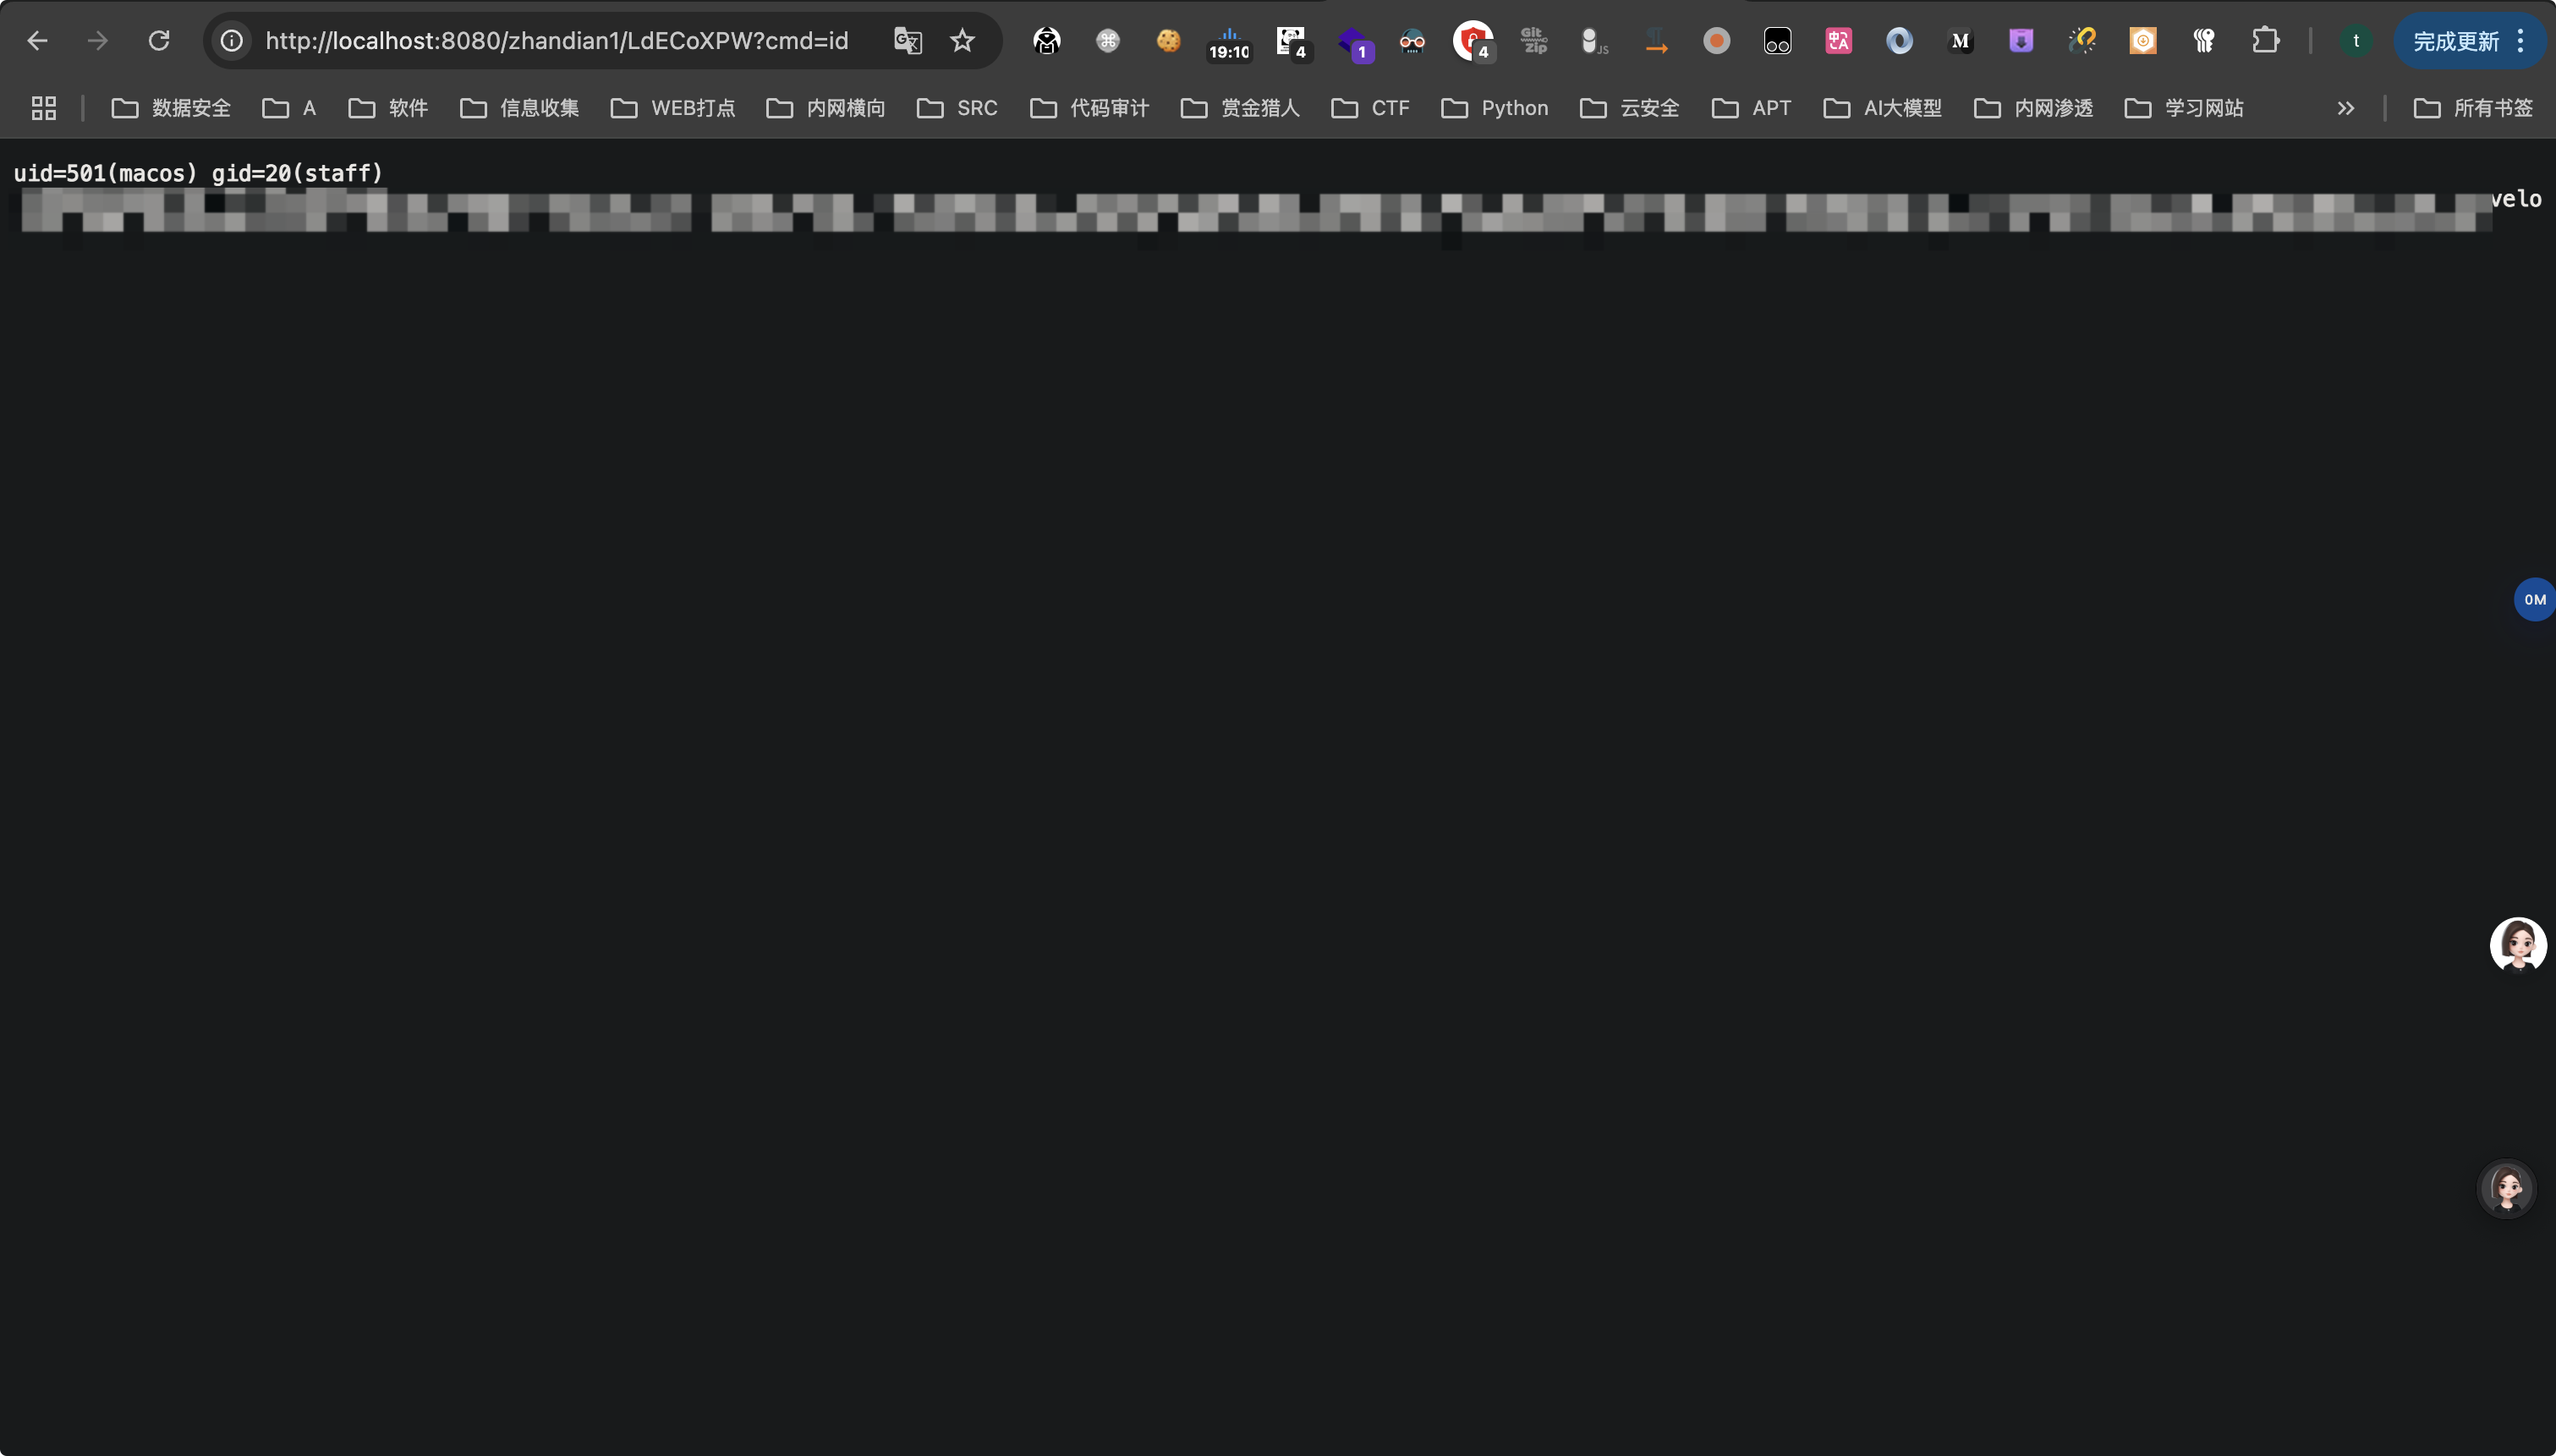 http://localhost:8080/zhandian1/LdECoXPW?cmd=id
19:10
4
1
4
Git Zip
JS
M
t
完成更新
数据安全
A
软件
信息收集
WEB打点
内网横向
SRC
代码审计
赏金猎人
CTF
Python
云安全
APT
AI大模型
内网渗透
学习网站
所有书签
uid=501(macos) gid=20(staff)
velo
0M